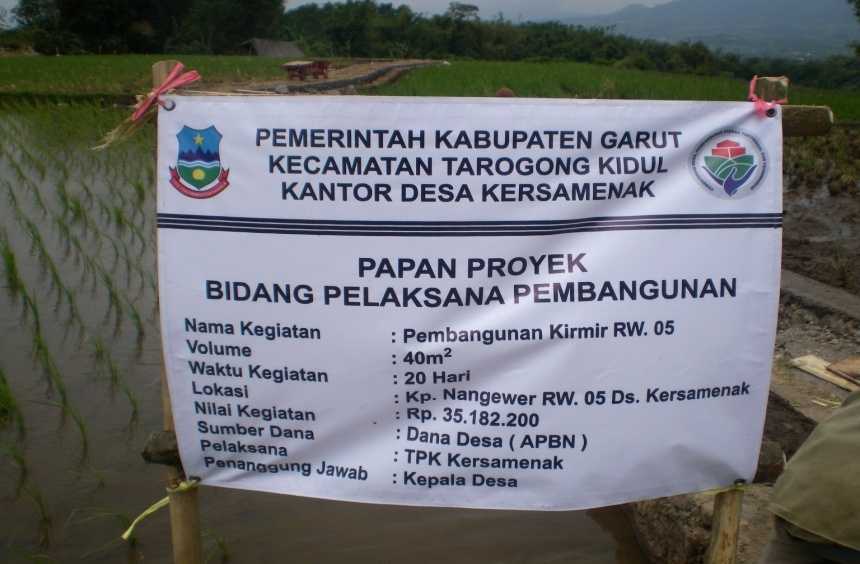 PEMERINTAH KABUPATEN GARUT
KECAMATAN TAROGONG KIDUL
KANTOR DESA KERSAMENAK
PAPAN PROYEK
BIDANG PELAKSANA PEMBANGUNAN
Nama Kegiatan : Pembangunan Kirmir RW. 05
Volume : 40m²
Waktu Kegiatan : 20 Hari
Lokasi : Kp. Nangewer RW. 05 Ds. Kersamenak
Nilai Kegiatan : Rp. 35.182.200
Sumber Dana : Dana Desa ( APBN )
Pelaksana : TPK Kersamenak
Penanggung Jawab : Kepala Desa